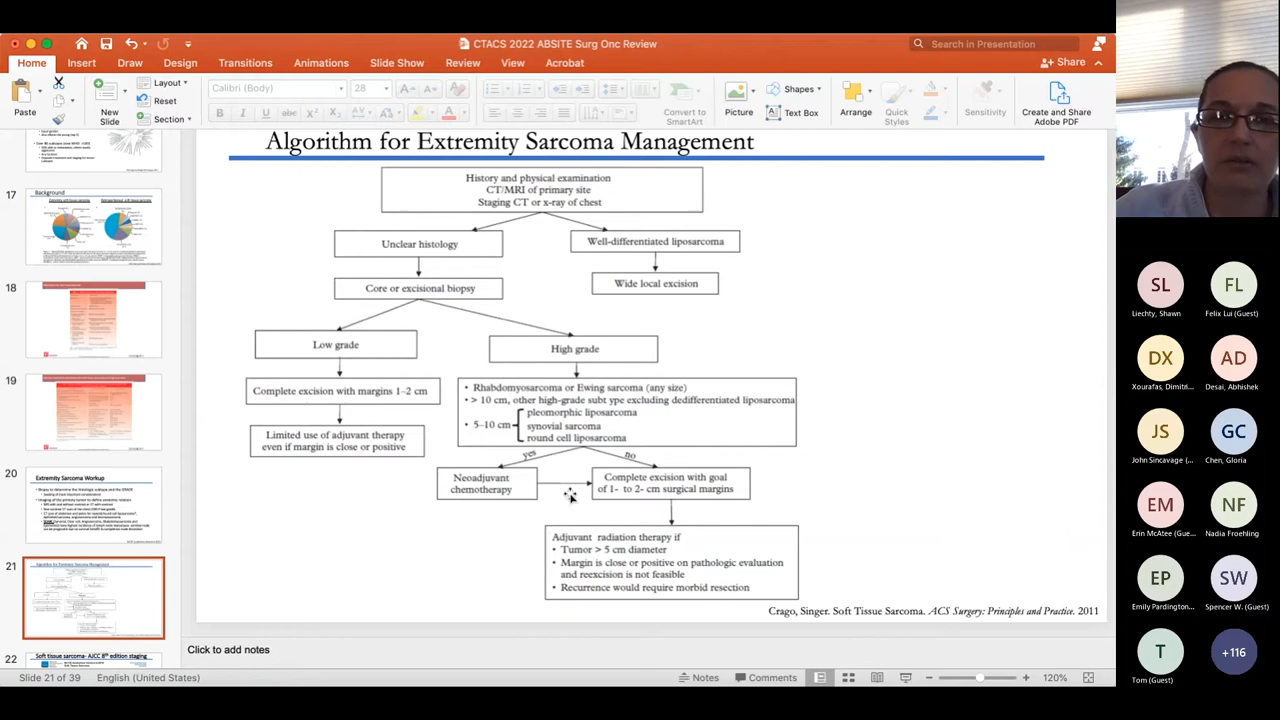 CTACS 2022 ABSITE Surg Onc Review
Search in Presentation
Home
Insert
Draw
Design
Transitions
Animations
Slide Show
Review
View
Acrobat
Share
Paste
New
Slide
Layout
Reset
Section
Calibri (Body)
28
Convert to
SmartArt
Picture
Shapes
Text Box
Arrange
Quick
Styles
Sensitivity
Create and Share
Adobe PDF
17
Background
18
19
20
Extremity Sarcoma Workup
21
Algorithm for Extremity Sarcoma Management
22
Soft tissue sarcoma- AJCC 8th edition staging
Algorithm for Extremity Sarcoma Management
History and physical examination
CT/MRI of primary site
Staging CT or x-ray of chest
Unclear histology
Well-differentiated liposarcoma
Core or excisional biopsy
Wide local excision
Low grade
High grade
Complete excision with margins 1–2 cm
• Rhabdomyosarcoma or Ewing sarcoma (any size)
• > 10 cm, other high-grade subt ype excluding dedifferentiated liposarcoma
• 5–10 cm
pleomorphic liposarcoma
synovial sarcoma
round cell liposarcoma
Limited use of adjuvant therapy
even if margin is close or positive
yes
no
Neoadjuvant
chemotherapy
Complete excision with goal
of 1- to 2- cm surgical margins
Adjuvant radiation therapy if
• Tumor > 5 cm diameter
• Margin is close or positive on pathologic evaluation
and reexcision is not feasible
• Recurrence would require morbid resection
Crago, Singer. Soft Tissue Sarcoma. ACS Surgery: Principles and Practice. 2011
Click to add notes
Slide 21 of 39
English (United States)
Notes
Comments
120%
SL
Liechty, Shawn
FL
Felix Lui (Guest)
DX
Xourafas, Dimitri...
AD
Desai, Abhishek
JS
John Sincavage (...
GC
Chen, Gloria
EM
Erin McAtee (Gue...
NF
Nadia Froehling
EP
Emily Pardington...
SW
Spencer W. (Guest)
T
Tom (Guest)
+116